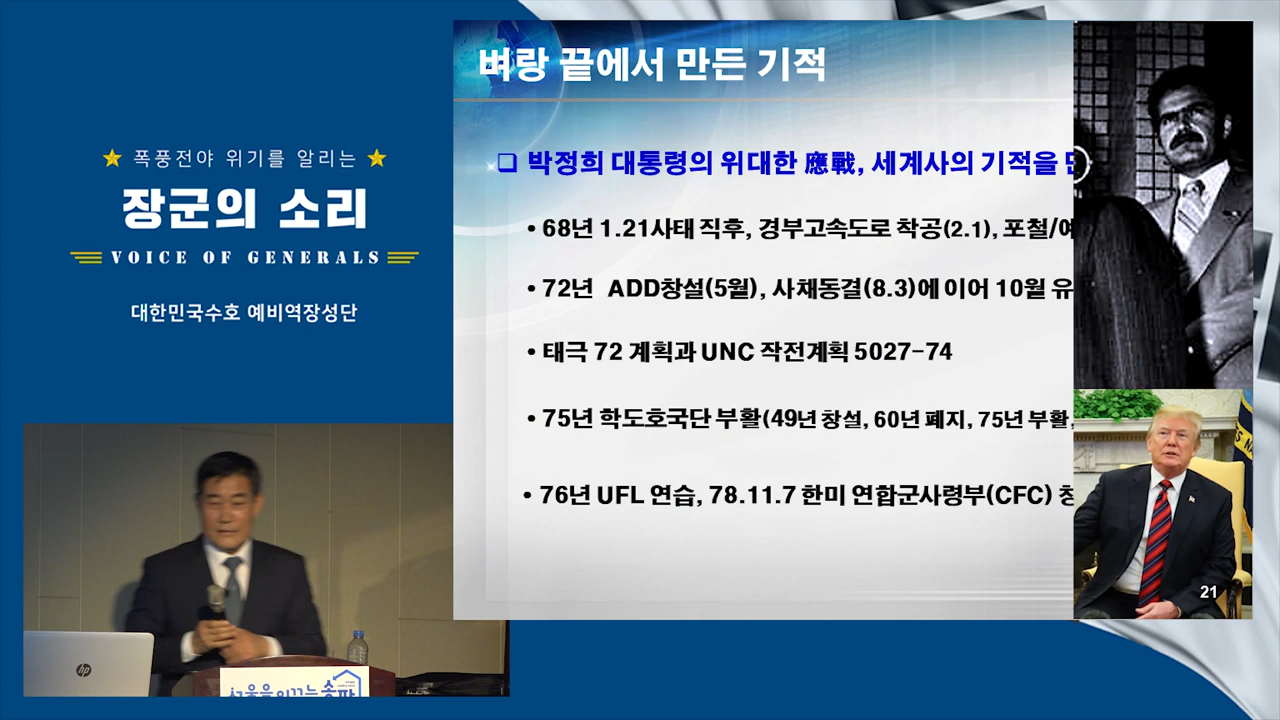 폭풍전야 위기를 알리는
장군의 소리
VOICE OF GENERALS
대한민국수호 예비역장성단
벼랑 끝에서 만든 기적
❑ 박정희 대통령의 위대한 應戰, 세계사의 기적을
• 68년 1.21사태 직후, 경부고속도로 착공(2.1), 포철/예
• 72년 ADD창설(5월), 사채동결(8.3)에 이어 10월 유
• 태극 72 계획과 UNC 작전계획 5027-74
• 75년 학도호국단 부활(49년 창설, 60년 폐지, 75년 부활,
• 76년 UFL 연습, 78.11.7 한미 연합군사령부(CFC)
21
hp